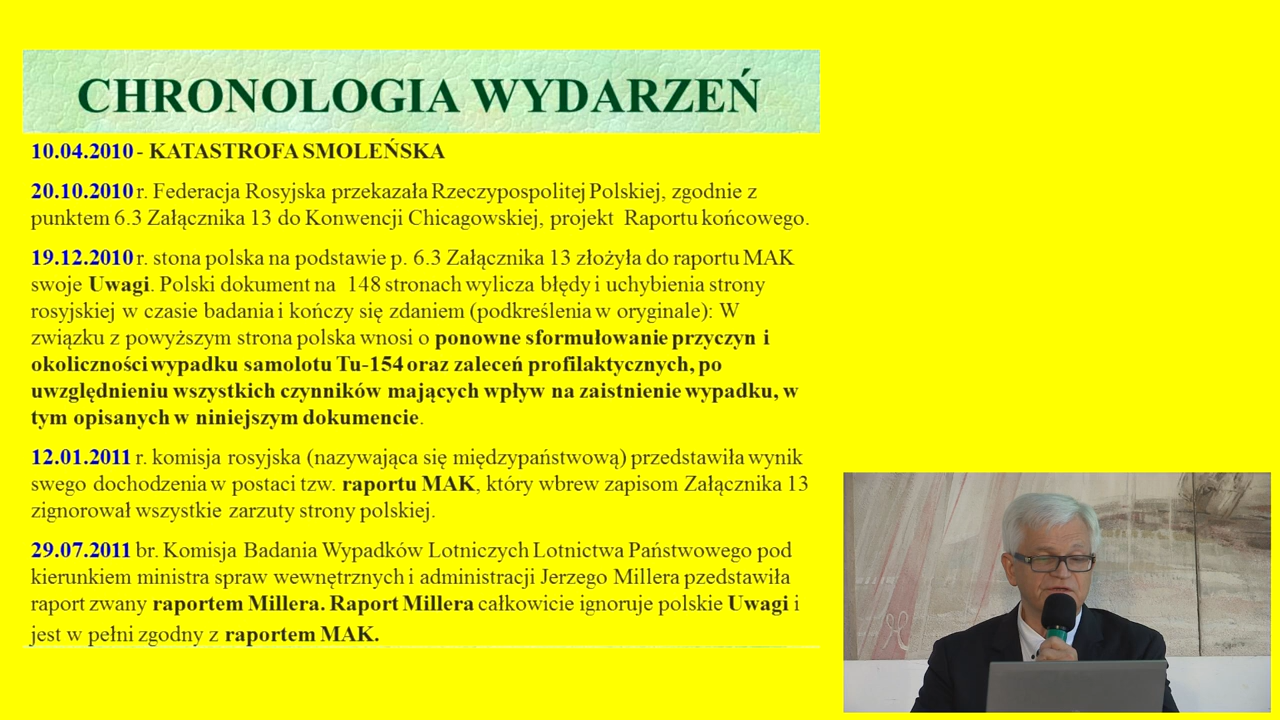 CHRONOLOGIA WYDARZEŃ
10.04.2010 - KATASTROFA SMOLEŃSKA
20.10.2010 r. Federacja Rosyjska przekazała Rzeczypospolitej Polskiej, zgodnie z
punktem 6.3 Załącznika 13 do Konwencji Chicagowskiej, projekt Raportu końcowego.
19.12.2010 r. stona polska na podstawie p. 6.3 Załącznika 13 złożyła do raportu MAK
swoje Uwagi. Polski dokument na 148 stronach wylicza błędy i uchybienia strony
rosyjskiej w czasie badania i kończy się zdaniem (podkreślenia w oryginale): W
związku z powyższym strona polska wnosi o ponowne sformułowanie przyczyn i
okoliczności wypadku samolotu Tu-154 oraz zaleceń profilaktycznych, po
uwzględnieniu wszystkich czynników mających wpływ na zaistnienie wypadku, w
tym opisanych w niniejszym dokumencie.
12.01.2011 r. komisja rosyjska (nazywająca się międzypaństwową) przedstawiła wynik
swego dochodzenia w postaci tzw. raportu MAK, który wbrew zapisom Załącznika 13
zignorował wszystkie zarzuty strony polskiej.
29.07.2011 br. Komisja Badania Wypadków Lotniczych Lotnictwa Państwowego pod
kierunkiem ministra spraw wewnętrznych i administracji Jerzego Millera pzedstawiła
raport zwany raportem Millera. Raport Millera całkowicie ignoruje polskie Uwagi i
jest w pełni zgodny z raportem MAK.